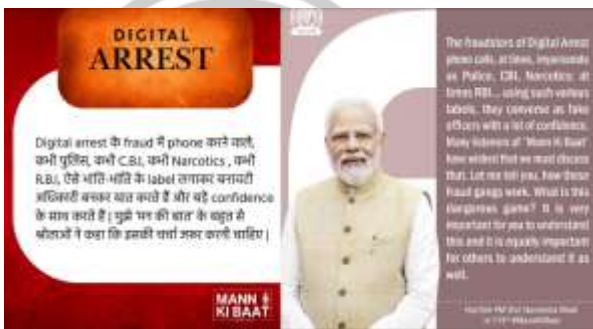 DIGITAL
ARREST
Digital arrest के fraud में phone करने वाले,
कभी पुलिस, कभी C.B.I, कभी Narcotics , कभी
R.B.I, ऐसे भाँति-भाँति के label लगाकर बनावटी
अधिकारी बनकर बात करते हैं और बड़े confidence
के साथ करते हैं | मुझे 'मन की बात' के बहुत से
श्रोताओं ने कहा कि इसकी चर्चा जरूर करनी चाहिए |
MANN
KI BAAT
The fraudsters of Digital Arrest
phone calls, at times, impersonate
as Police, CBI, Narcotics; at
times RBI... using such various
labels, they converse as fake
officers with a lot of confidence.
Many listeners of 'Mann Ki Baat'
have wished that we must discuss
this. Let me tell you, how these
fraud gangs work. What is this
dangerous game? It is very
important for you to understand
this and it is equally important
for others to understand it as
well.